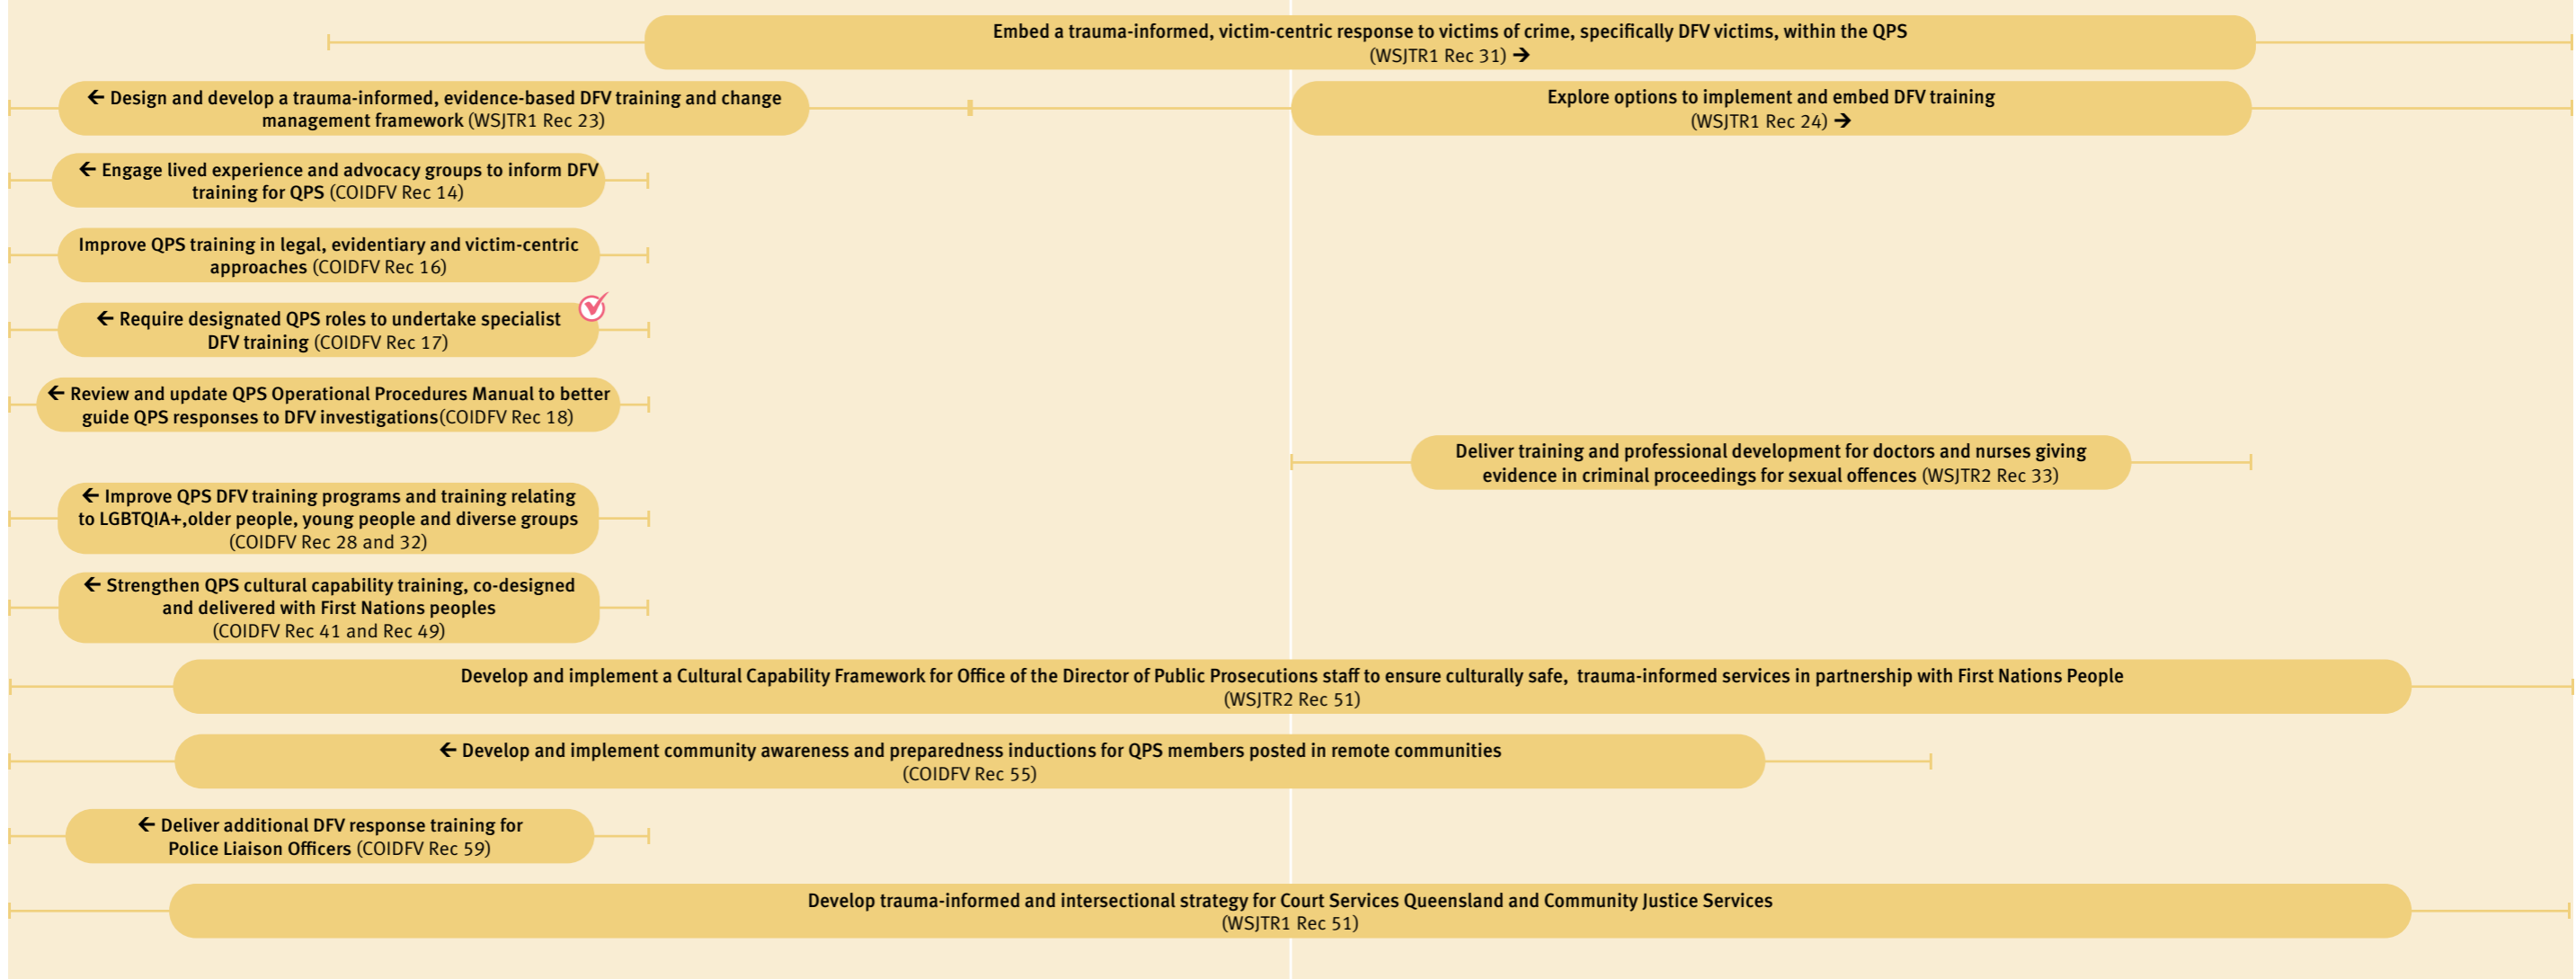 Embed a trauma-informed, victim-centric response to victims of crime, specifically DFV victims, within the QPS
(WSJTR1 Rec 31) →
← Design and develop a trauma-informed, evidence-based DFV training and change
management framework (WSJTR1 Rec 23)
Explore options to implement and embed DFV training
(WSJTR1 Rec 24) →
← Engage lived experience and advocacy groups to inform DFV
training for QPS (COIDFV Rec 14)
Improve QPS training in legal, evidentiary and victim-centric
approaches (COIDFV Rec 16)
← Require designated QPS roles to undertake specialist
DFV training (COIDFV Rec 17)
← Review and update QPS Operational Procedures Manual to better
guide QPS responses to DFV investigations(COIDFV Rec 18)
Deliver training and professional development for doctors and nurses giving
evidence in criminal proceedings for sexual offences (WSJTR2 Rec 33)
← Improve QPS DFV training programs and training relating
to LGBTQIA+,older people, young people and diverse groups
(COIDFV Rec 28 and 32)
← Strengthen QPS cultural capability training, co-designed
and delivered with First Nations peoples
(COIDFV Rec 41 and Rec 49)
Develop and implement a Cultural Capability Framework for Office of the Director of Public Prosecutions staff to ensure culturally safe, trauma-informed services in partnership with First Nations People
(WSJTR2 Rec 51)
← Develop and implement community awareness and preparedness inductions for QPS members posted in remote communities
(COIDFV Rec 55)
← Deliver additional DFV response training for
Police Liaison Officers (COIDFV Rec 59)
Develop trauma-informed and intersectional strategy for Court Services Queensland and Community Justice Services
(WSJTR1 Rec 51)